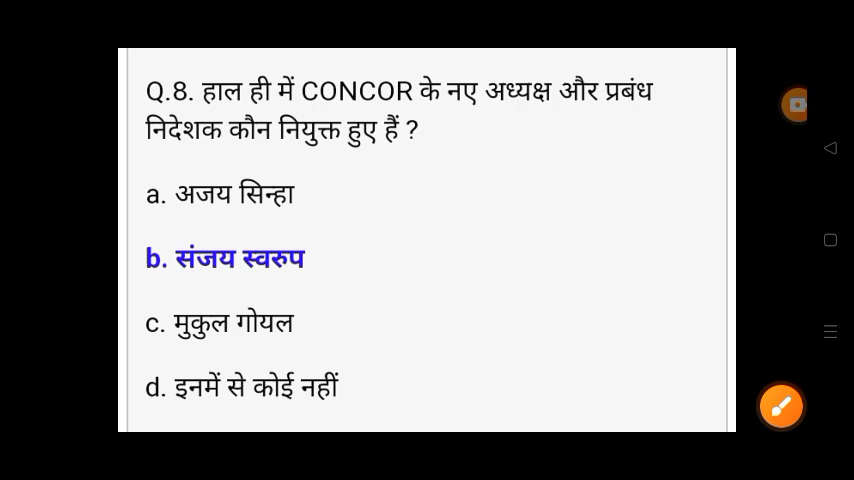 Q.8. हाल ही में CONCOR के नए अध्यक्ष और प्रबंध
निदेशक कौन नियुक्त हुए हैं ?
a. अजय सिन्हा
b. संजय स्वरुप
c. मुकुल गोयल
d. इनमें से कोई नहीं